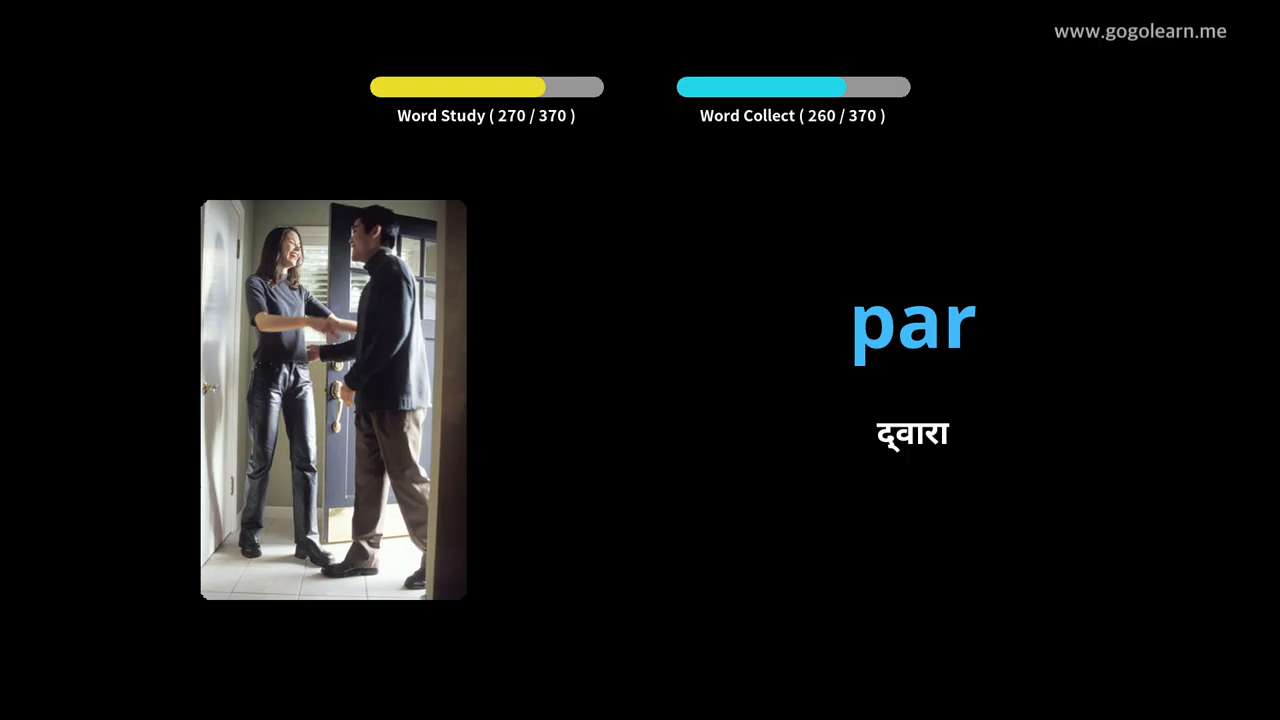 www.gogolearn.me
Word Study ( 270 / 370 )
Word Collect ( 260 / 370 )
par
द्वारा